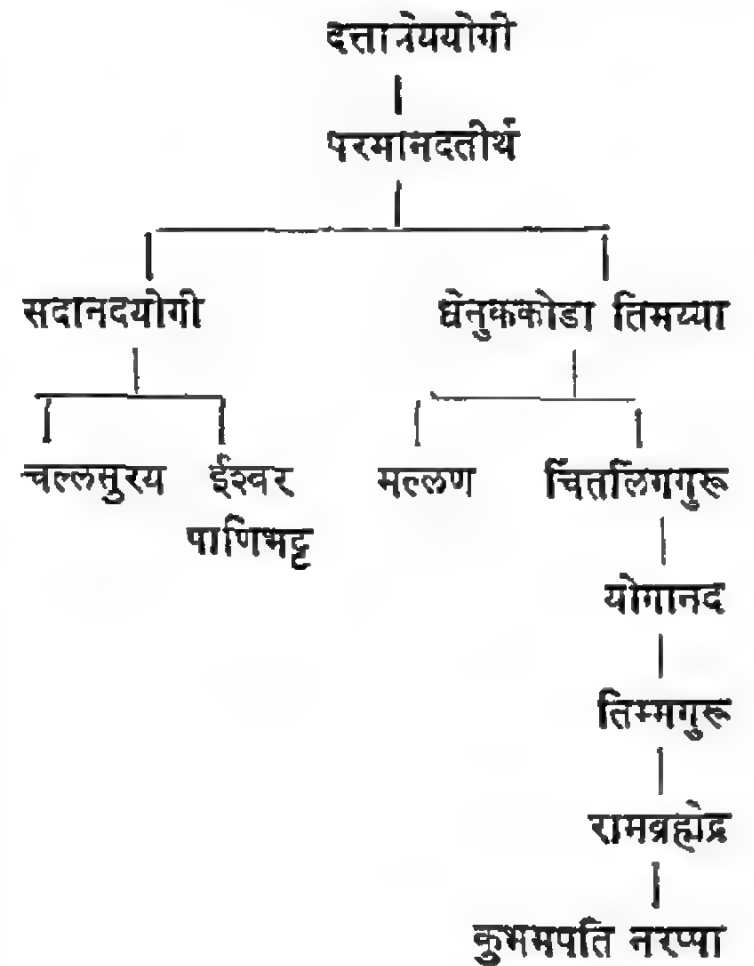 दत्तात्रेययोगी
परमानदतीर्थ
सदानदयोगी धेनुककोडा तिमय्या
चल्लसुरय ईश्वर मल्लण चिंतलिंगगुरू
पाणिभट्ट
योगानद
तिम्मगुरू
रामब्रह्मेद्र
कुभमपति नरप्पा